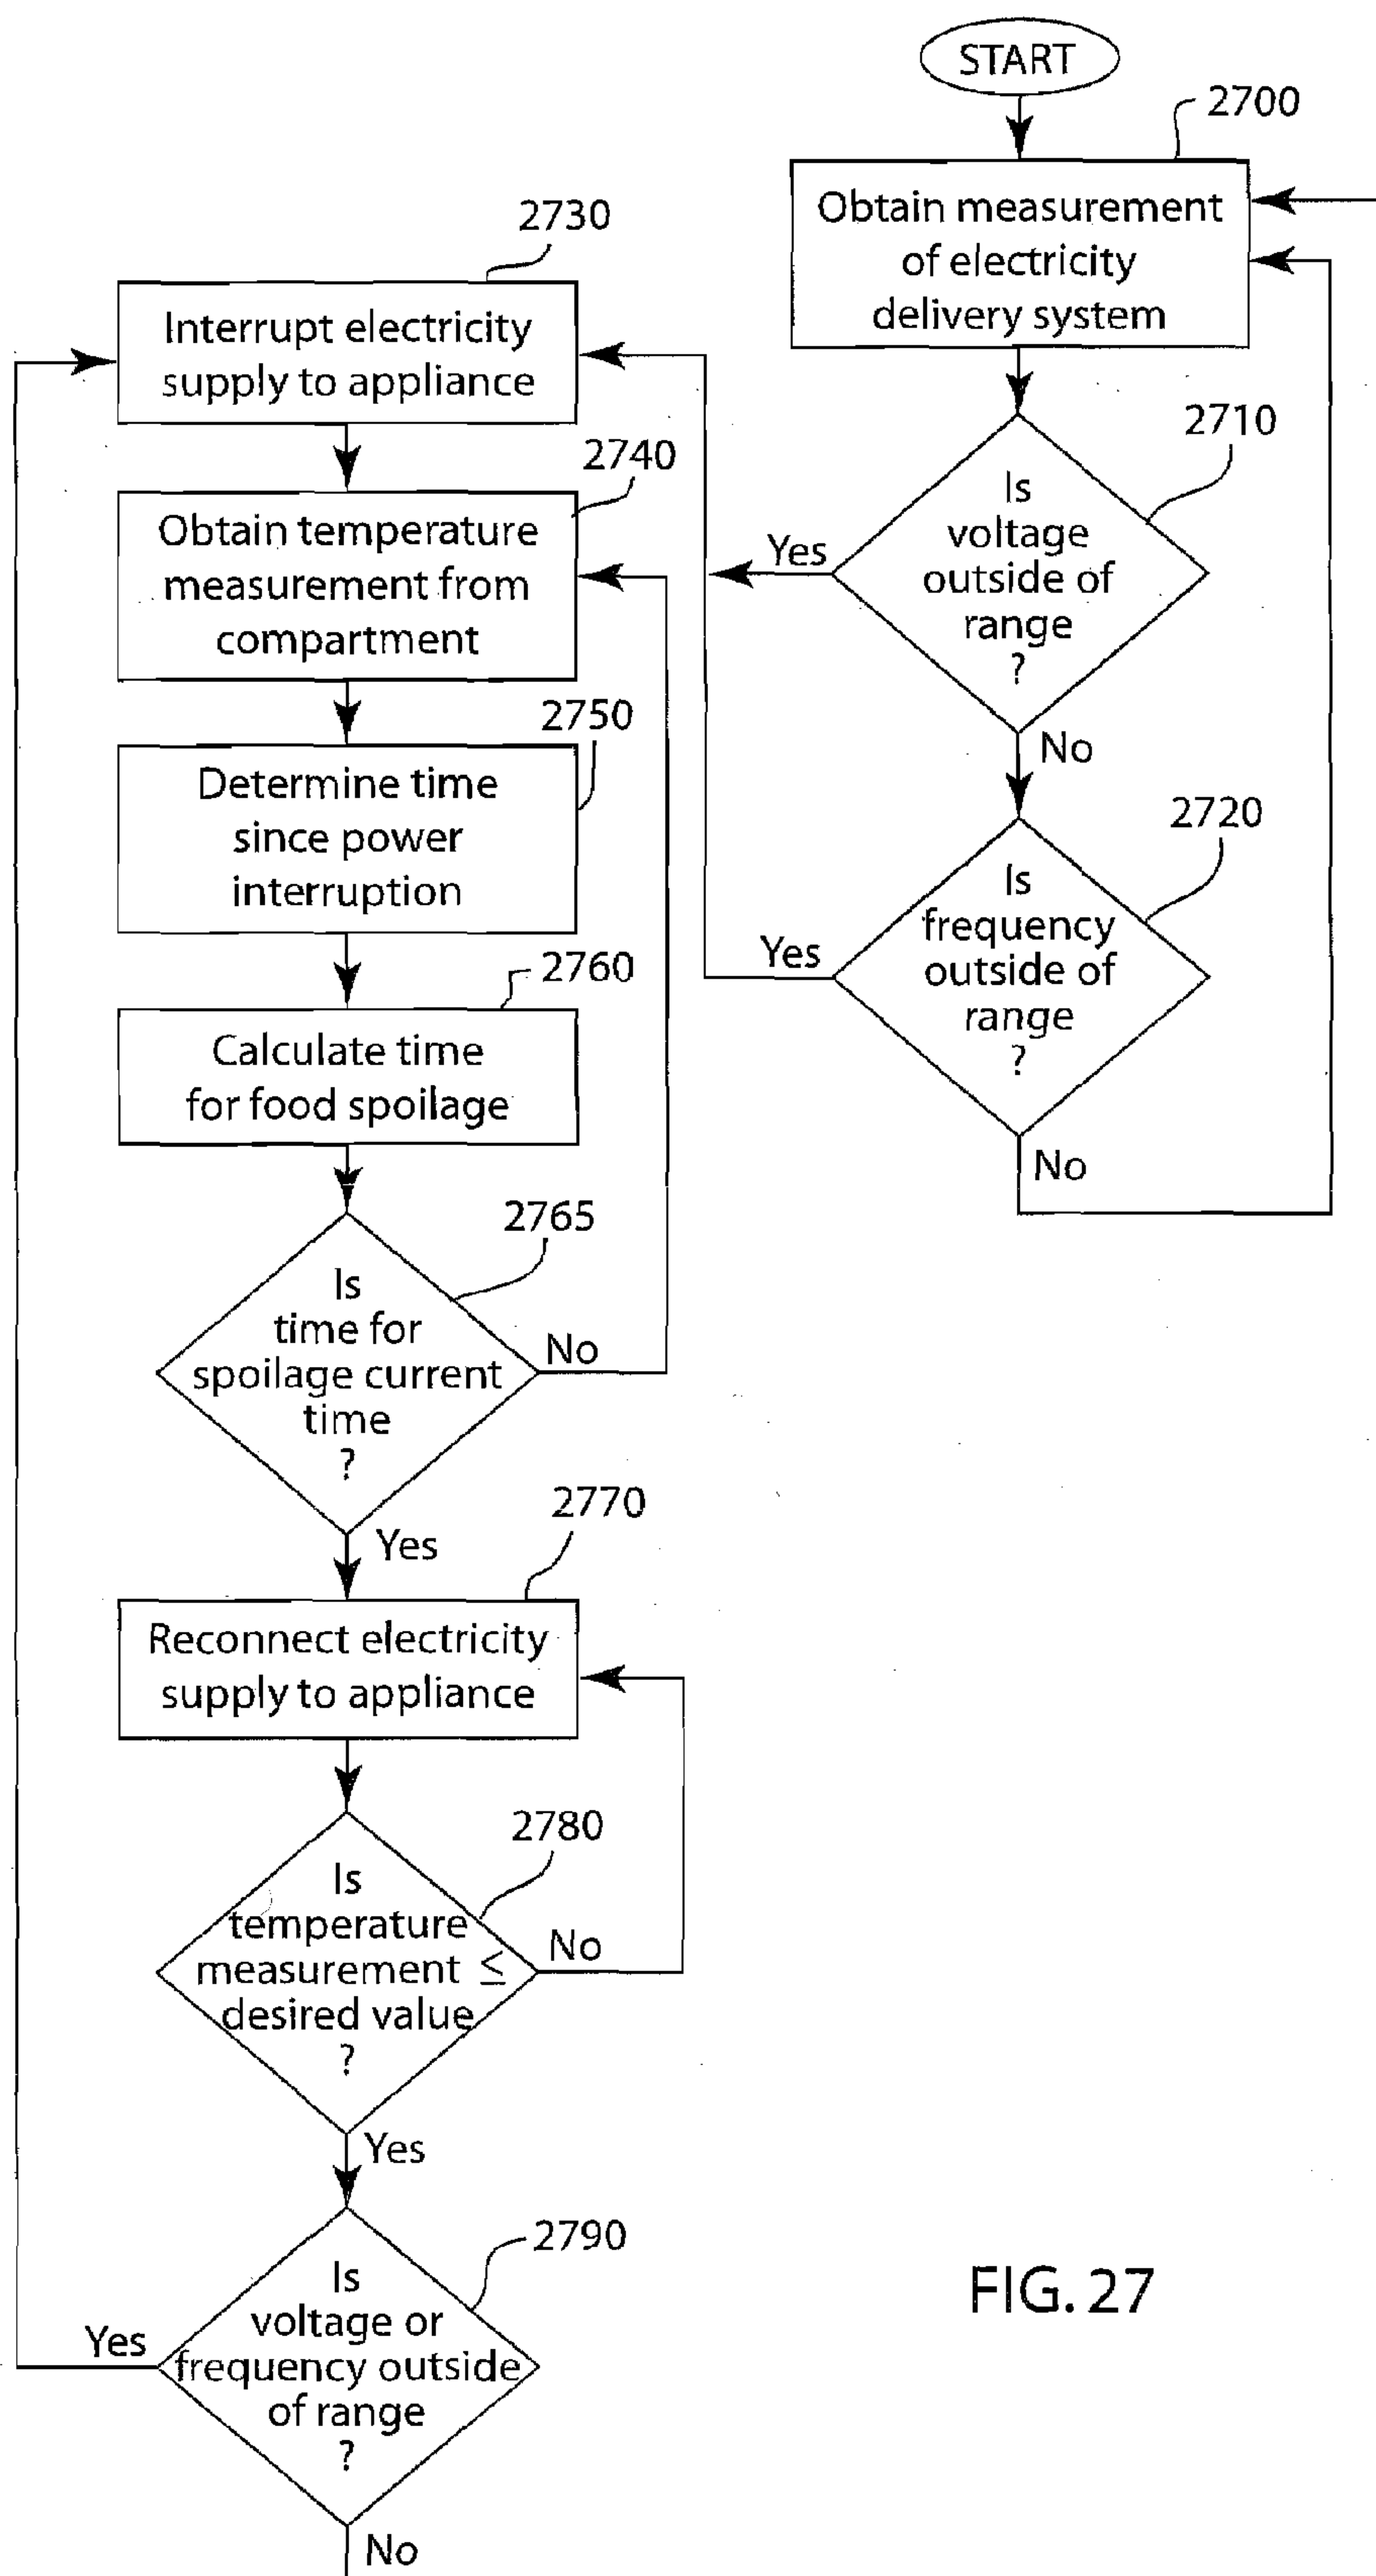 START
2700
Obtain measurement
of electricity
delivery system
2710
Is
voltage
outside of
range
?
Yes
No
2720
Is
frequency
outside of
range
?
Yes
No
2730
Interrupt electricity
supply to appliance
2740
Obtain temperature
measurement from
compartment
2750
Determine time
since power
interruption
2760
Calculate time
for food spoilage
2765
Is
time for
spoilage current
time
?
No
Yes
2770
Reconnect electricity
supply to appliance
2780
Is
temperature
measurement ≤
desired value
?
No
Yes
2790
Is
voltage or
frequency outside
of range
?
Yes
No
FIG. 27